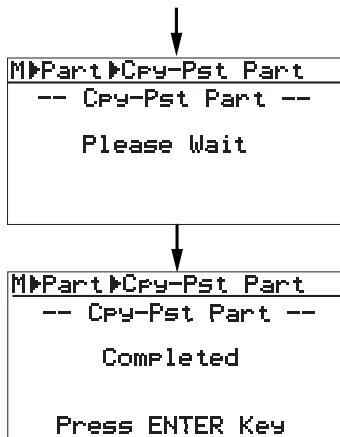 M▶Part▶Cpy-Pst Part
-- Cpy-Pst Part --
Please Wait
M▶Part▶Cpy-Pst Part
-- Cpy-Pst Part --
Completed
Press ENTER Key